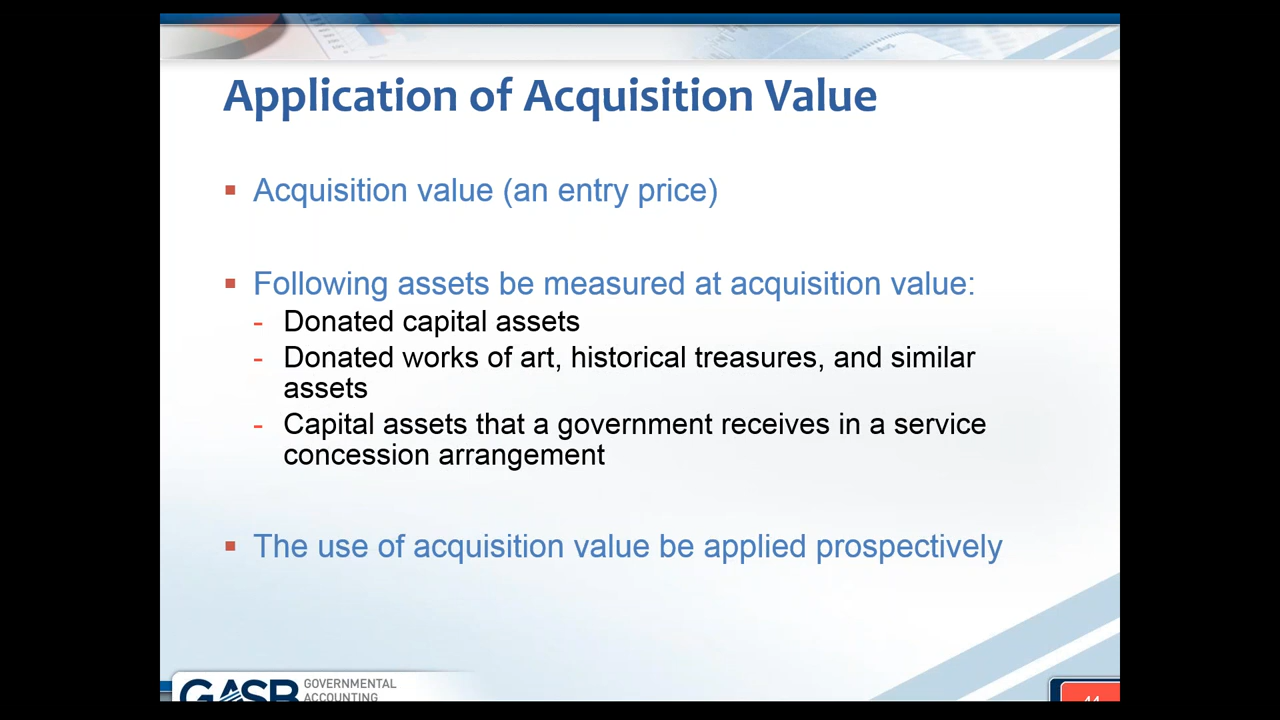 Application of Acquisition Value
Acquisition value (an entry price)
Following assets be measured at acquisition value:
- Donated capital assets
- Donated works of art, historical treasures, and similar
assets
- Capital assets that a government receives in a service
concession arrangement
The use of acquisition value be applied prospectively
GASB GOVERNMENTAL
ACCOUNTING
44